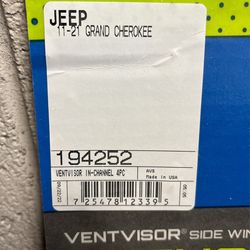 JEEP
11-21 GRAND CHEROKEE
194252
VENTVISOR IN-CHANNEL 4PC
AVS
Made in USA
7 25478 12339 5
VENTVISOR® SIDE WIN